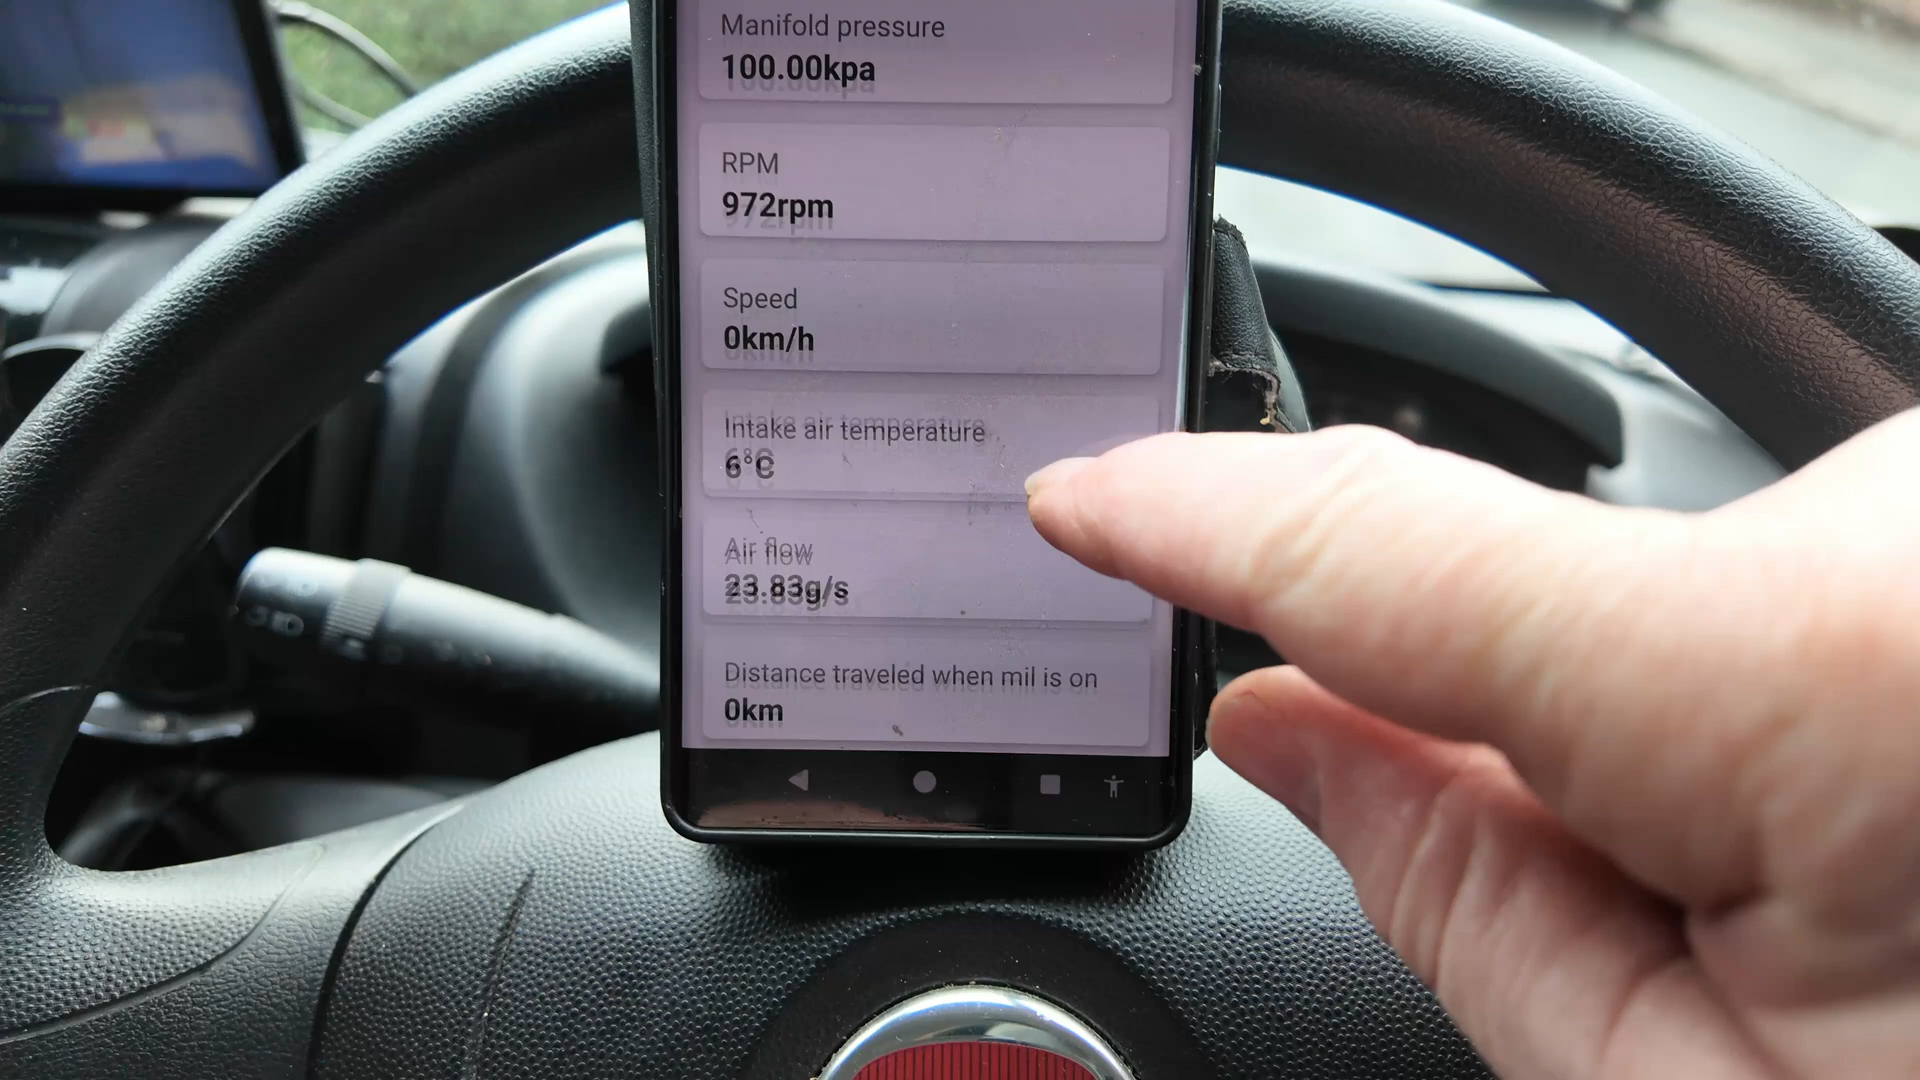 Manifold pressure
100.00kpa
RPM
972rpm
Speed
0km/h
Intake air temperature
6°C
Air flow
23.83g/s
Distance traveled when mil is on
0km